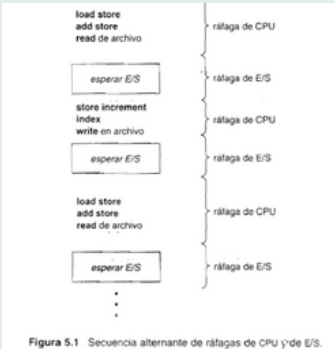 load store
add store
read de archivo
ráfaga de CPU
esperar E/S
ráfaga de E/S
store increment
index
write en archivo
ráfaga de CPU
esperar E/S
ráfaga de E/S
load store
add store
read de archivo
ráfaga de CPU
esperar E/S
ráfaga de E/S
Figura 5.1 Secuencia alternante de ráfagas de CPU y de E/S.